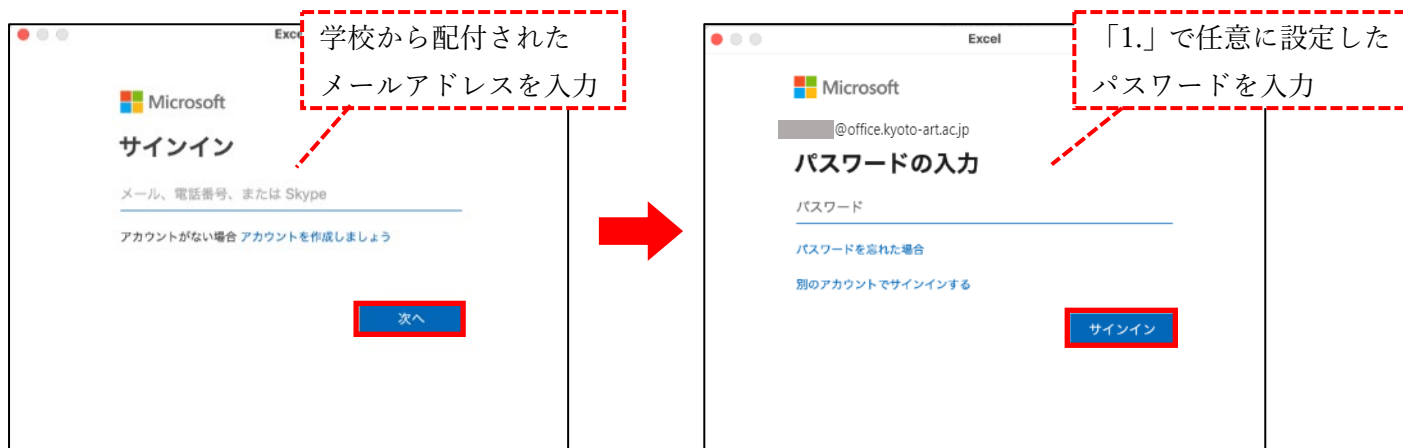 Exce
学校から配付された
メールアドレスを入力
Microsoft
サインイン
メール、電話番号、または Skype
アカウントがない場合 アカウントを作成しましょう
次へ
Excel
「1.」で任意に設定した
パスワードを入力
Microsoft
@office.kyoto-art.ac.jp
パスワードの入力
パスワード
パスワードを忘れた場合
別のアカウントでサインインする
サインイン